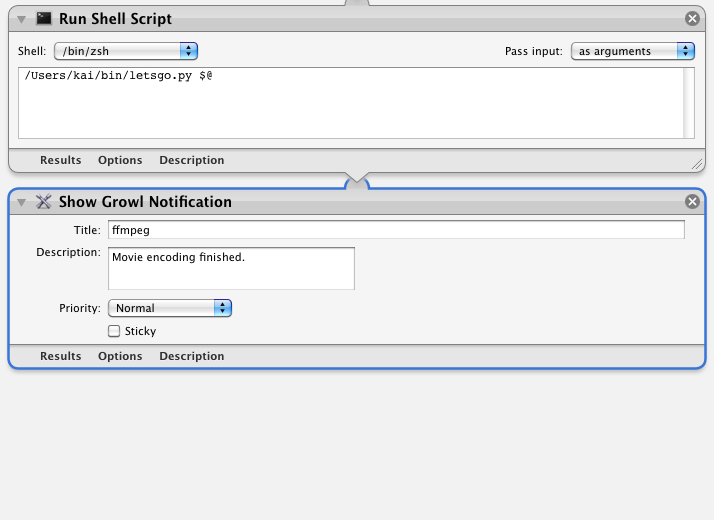 Run Shell Script
Shell: /bin/zsh Pass input: as arguments
/Users/kai/bin/letsgo.py $@
Results Options Description
Show Growl Notification
Title: ffmpeg
Description: Movie encoding finished.
Priority: Normal
Sticky
Results Options Description